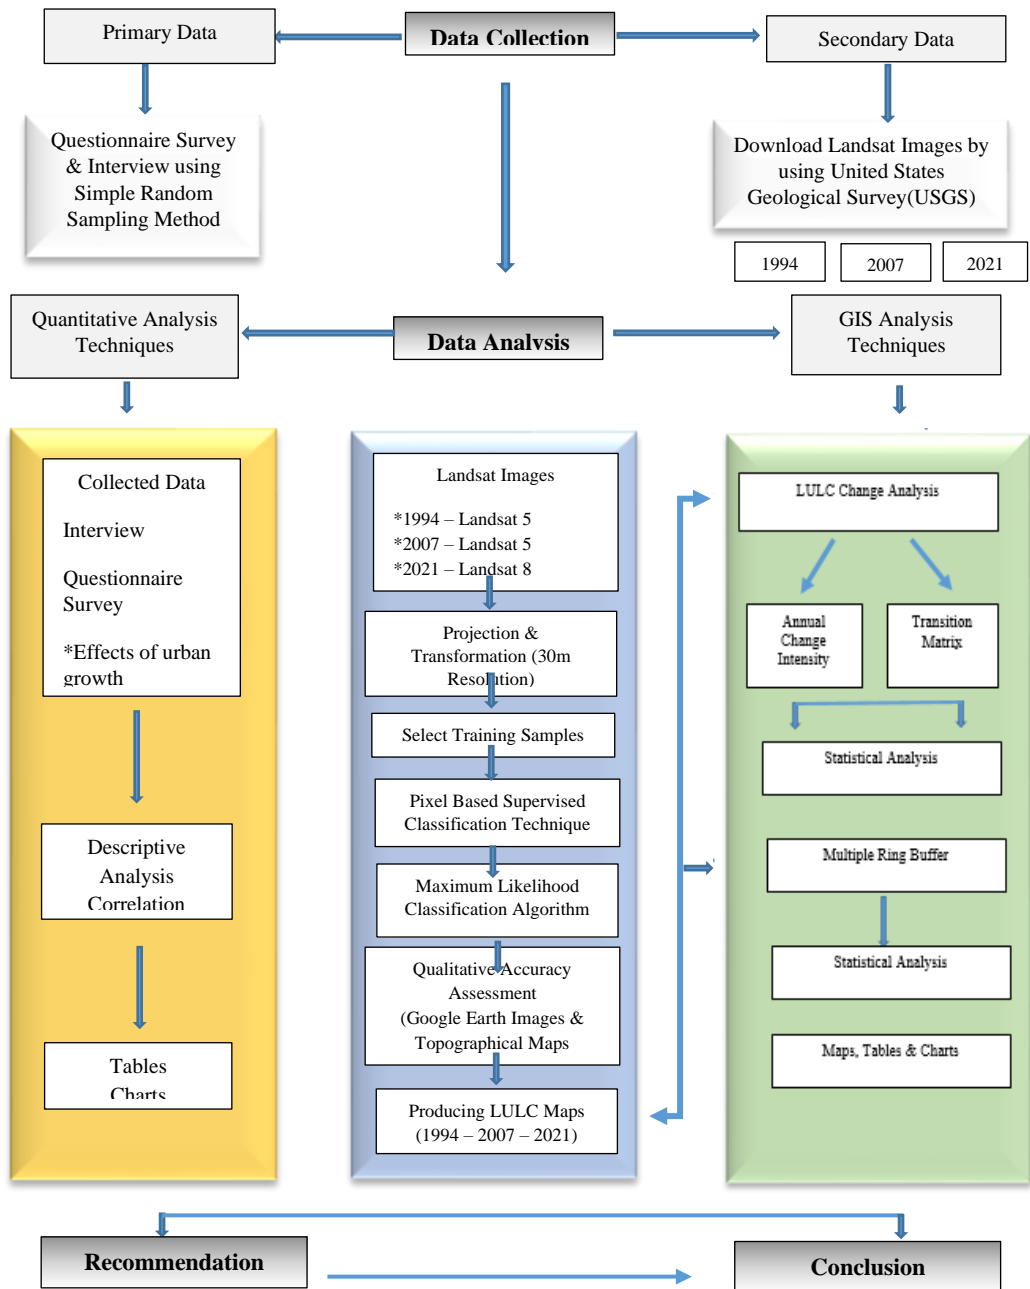 Primary Data
Data Collection
Secondary Data
Questionnaire Survey
& Interview using
Simple Random
Sampling Method
Download Landsat Images by
using United States
Geological Survey(USGS)
1994
2007
2021
Quantitative Analysis
Techniques
Data Analysis
GIS Analysis
Techniques
Collected Data
Interview
Questionnaire
Survey
*Effects of urban
growth
Descriptive
Analysis
Correlation
Tables
Charts
Landsat Images
*1994 – Landsat 5
*2007 – Landsat 5
*2021 – Landsat 8
Projection &
Transformation (30m
Resolution)
Select Training Samples
Pixel Based Supervised
Classification Technique
Maximum Likelihood
Classification Algorithm
Qualitative Accuracy
Assessment
(Google Earth Images &
Topographical Maps
Producing LULC Maps
(1994 – 2007 – 2021)
LULC Change Analysis
Annual
Change
Intensity
Transition
Matrix
Statistical Analysis
Multiple Ring Buffer
Statistical Analysis
Maps, Tables & Charts
Recommendation
Conclusion